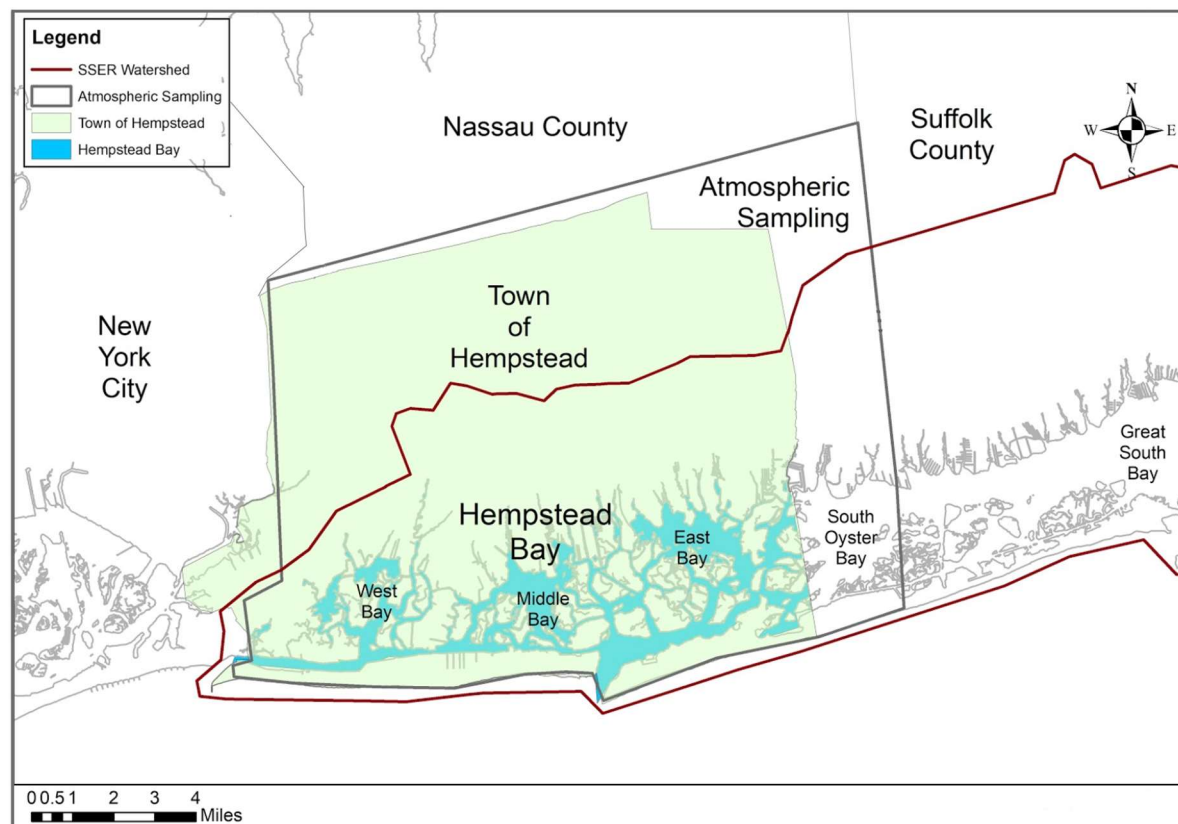 Legend
SSER Watershed
Atmospheric Sampling
Town of Hempstead
Hempstead Bay
Nassau County
Suffolk
County
N
W E
S
Atmospheric
Sampling
New
York
City
Town
of
Hempstead
Great
South
Bay
Hempstead
Bay
East
Bay
South
Oyster
Bay
West
Bay
Middle
Bay
0 0.5 1 2 3 4
Miles